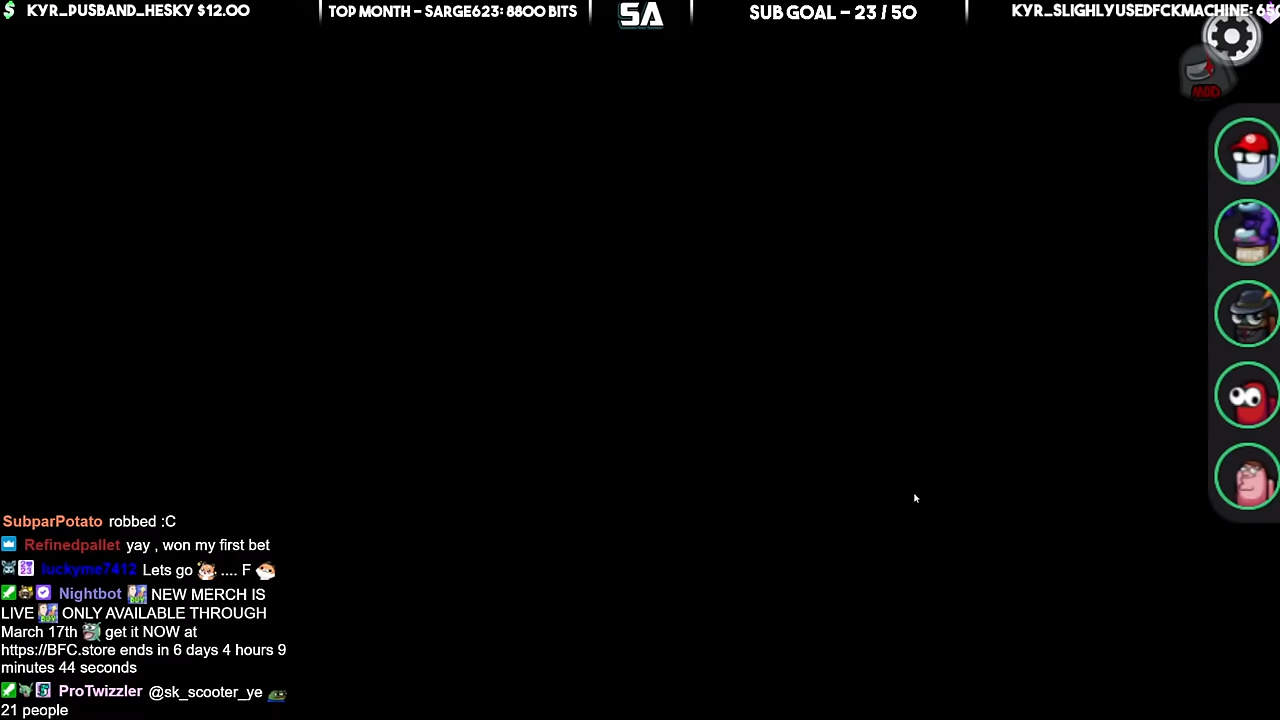 KYR_PUSBAND_HESKY $12.00
TOP MONTH - SARGE623: 8800 BITS
SA
SUB GOAL - 23 / 50
KYR_SLIGHLYUSEDFCKMACHINE: 650
MOD
SubparPotato robbed :C
Refinedpallet yay , won my first bet
luckyme7412 Lets go .... F
Nightbot NEW MERCH IS
LIVE ONLY AVAILABLE THROUGH
March 17th get it NOW at
https://BFC.store ends in 6 days 4 hours 9
minutes 44 seconds
ProTwizzler @sk_scooter_ye
21 people